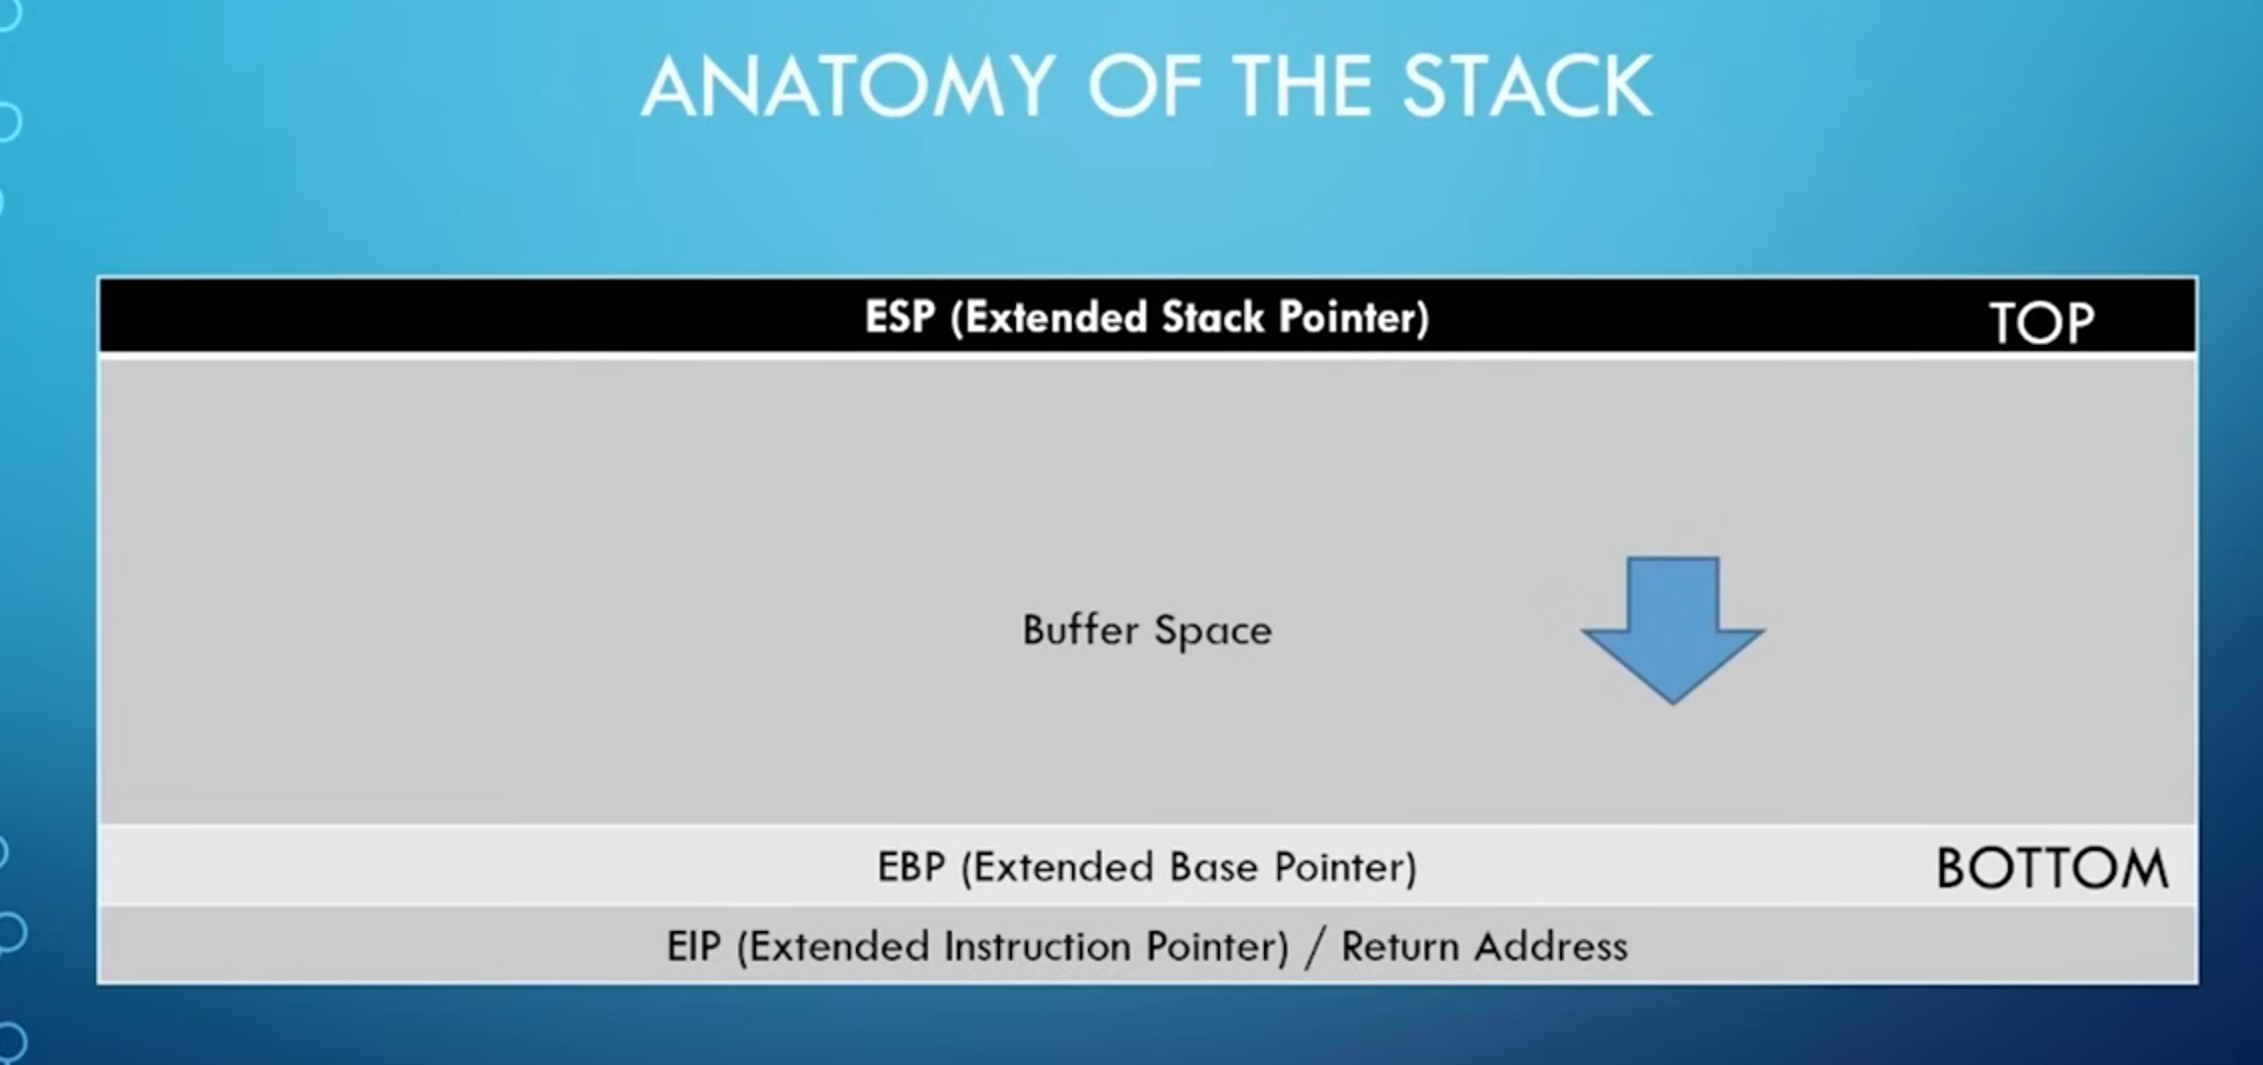 ANATOMY OF THE STACK
ESP (Extended Stack Pointer) TOP
Buffer Space
EBP (Extended Base Pointer) BOTTOM
EIP (Extended Instruction Pointer) / Return Address